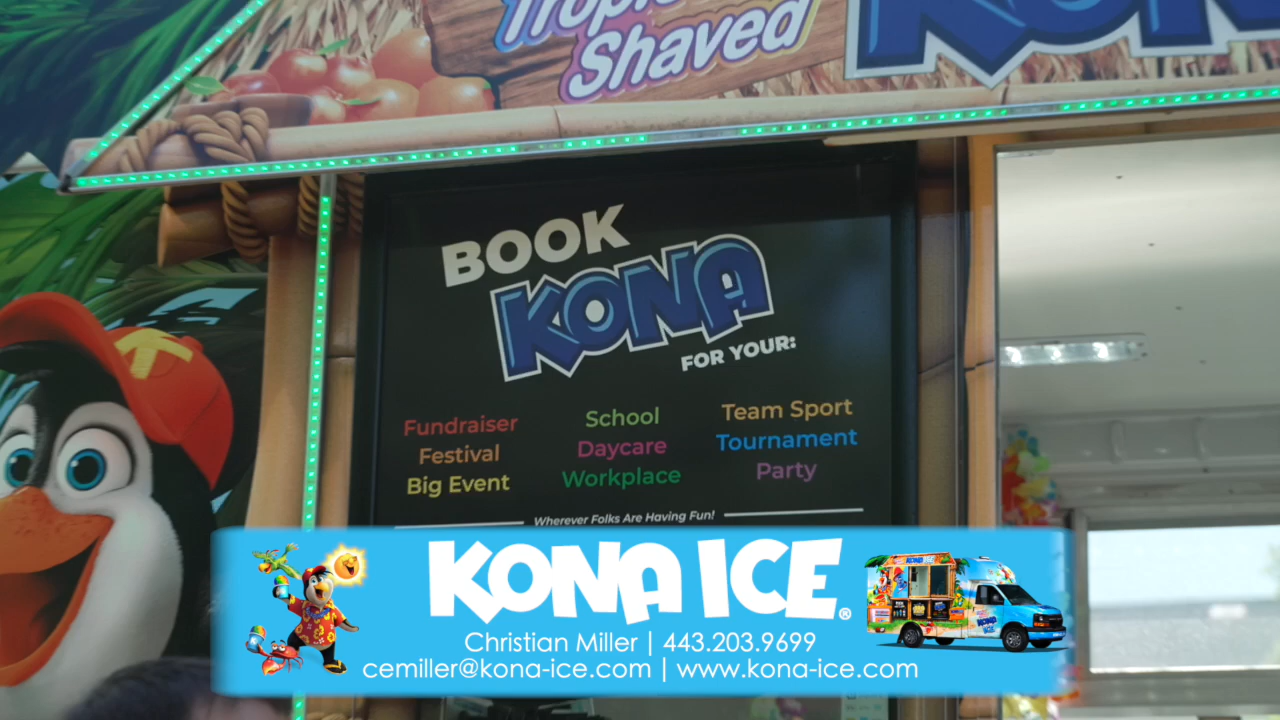 Shaved
BOOK
KONA
FOR YOUR:
Fundraiser School Team Sport
Festival Daycare Tournament
Big Event Workplace Party
Wherever Folks Are Having Fun!
KONA ICE®
Christian Miller | 443.203.9699
cemiller@kona-ice.com | www.kona-ice.com